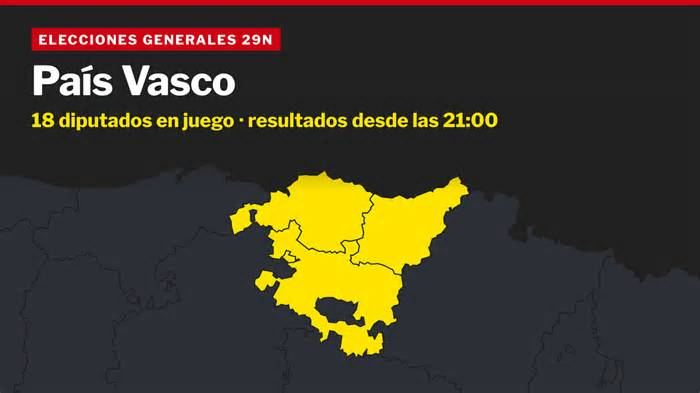 ELECCIONES GENERALES 29N
País Vasco
18 diputados en juego · resultados desde las 21:00